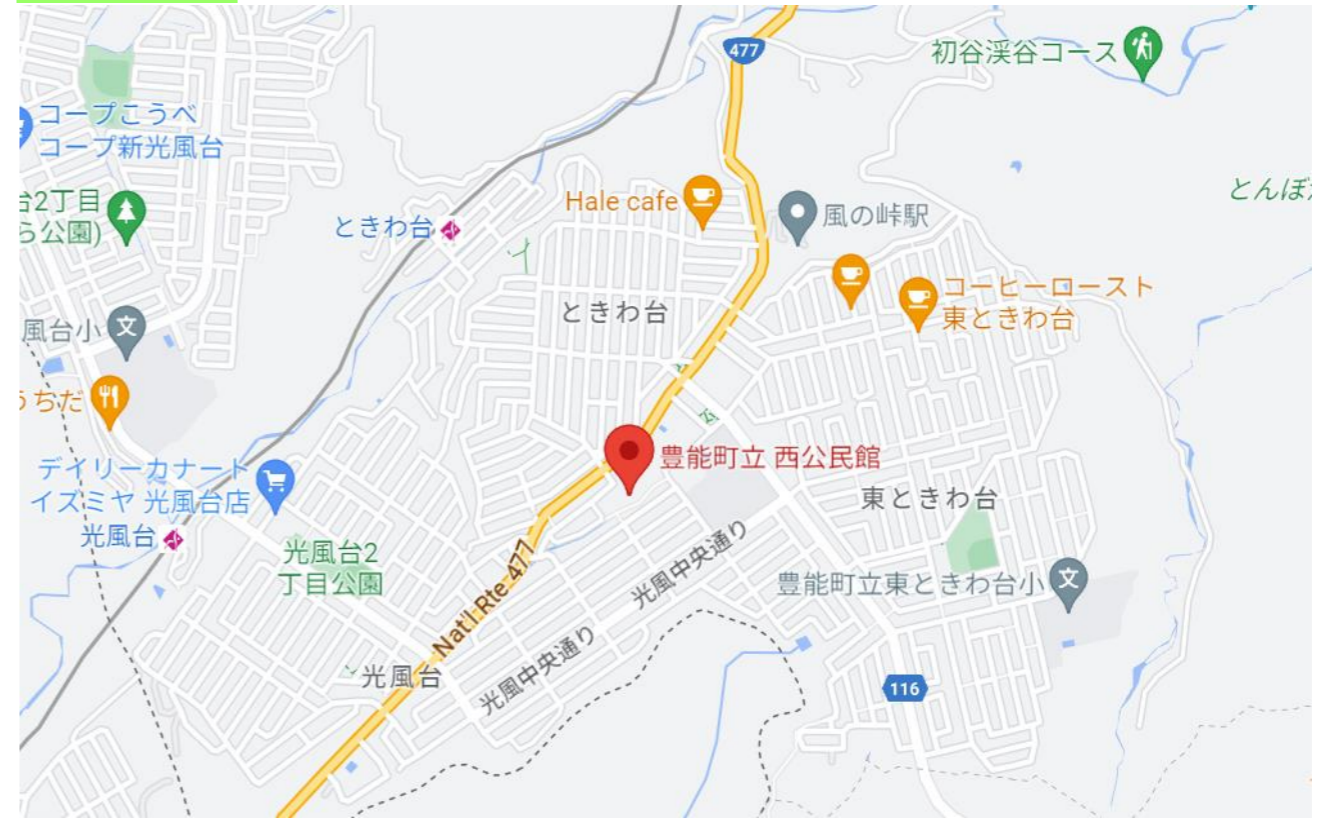 477
初谷渓谷コース
コープこうべ
コープ新光風台
台2丁目
ら公園)
とんぼ
Hale cafe
風の峠駅
ときわ台
コーヒーロースト
東ときわ台
ときわ台
風台小
文
うちだ
豊能町立 西公民館
デイリーカナート
イズミヤ 光風台店
東ときわ台
光風台
光風台2
丁目公園
光風中央通り
Nat'l Rte 477
豊能町立東ときわ台小
文
光風中央通り
光風台
116